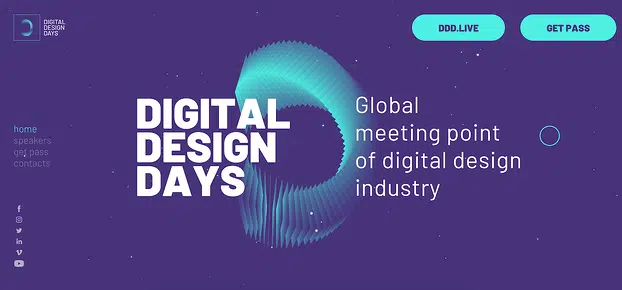 DIGITAL
DESIGN
DAYS
DDD.LIVE
GET PASS
DIGITAL
DESIGN
DAYS
Global
meeting point
of digital design
industry
home
speakers
get pass
contacts